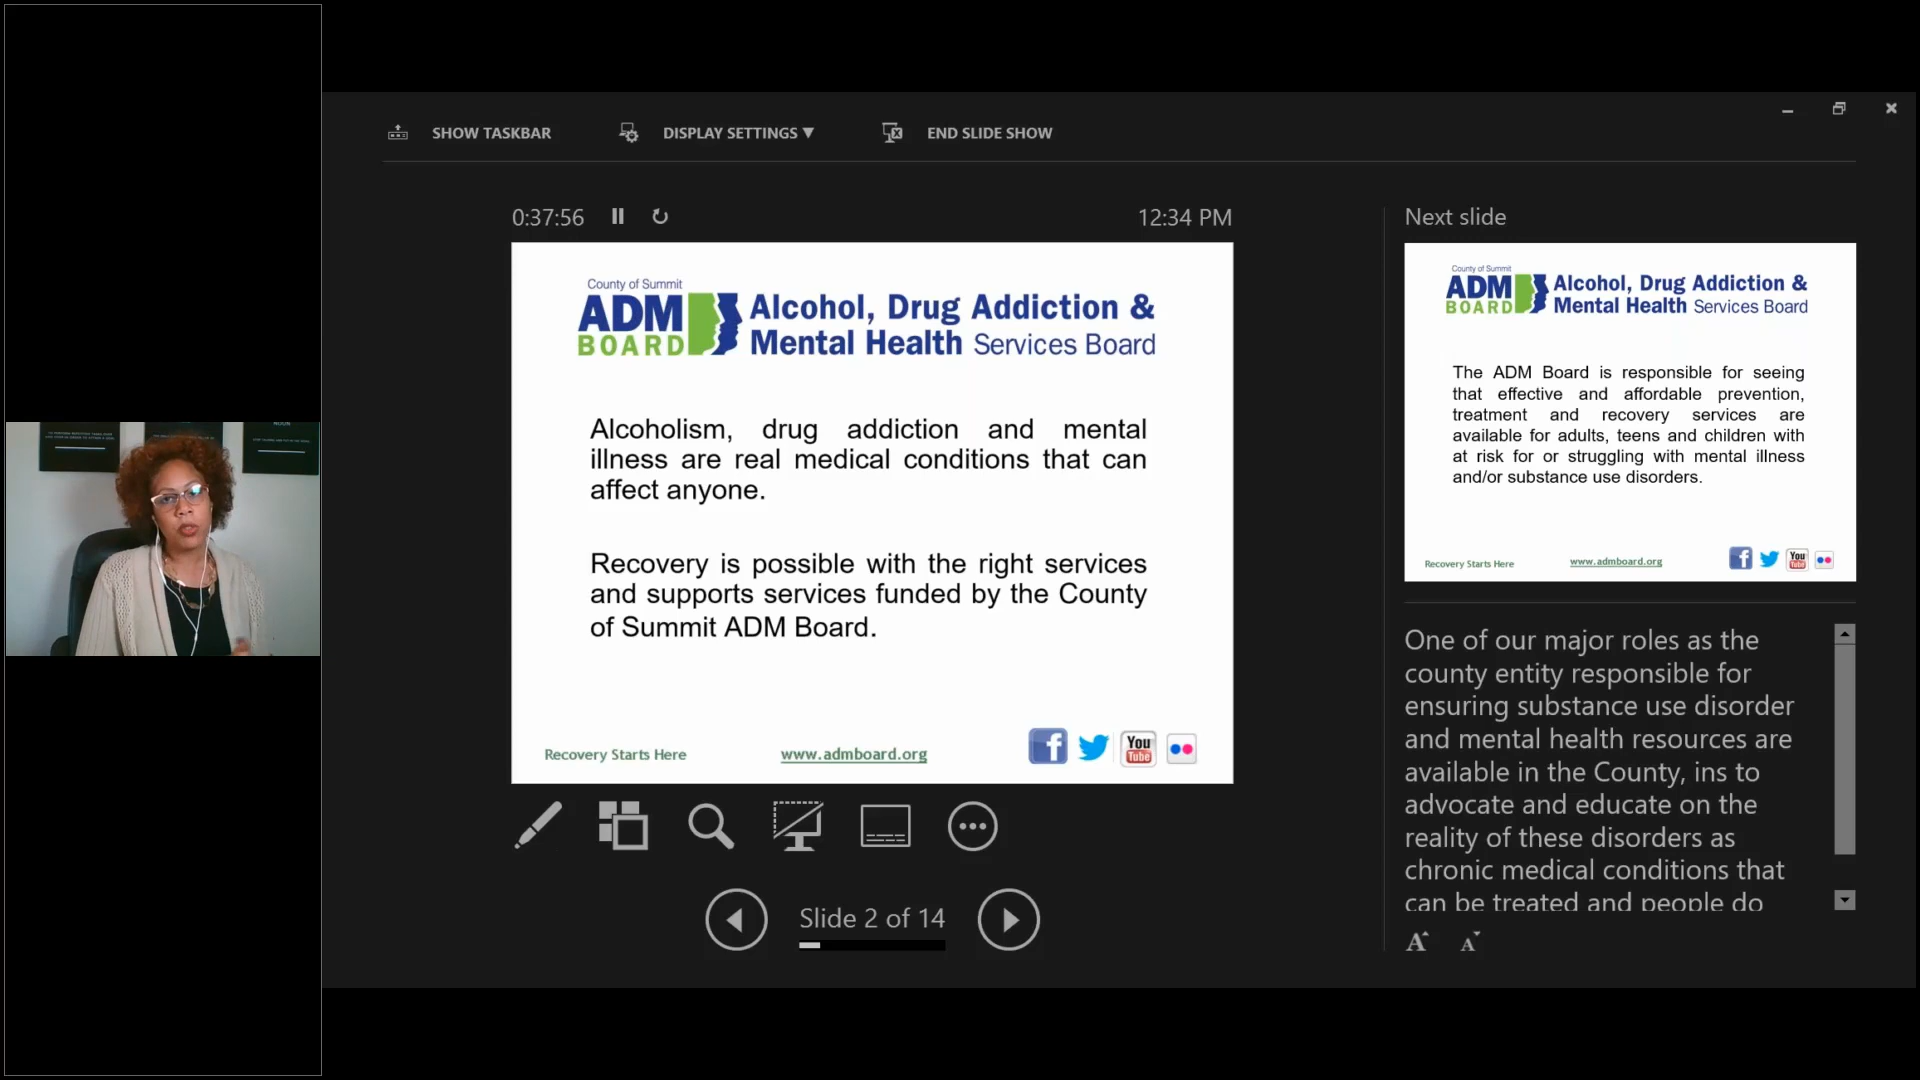 NOON
SHOW TASKBAR
DISPLAY SETTINGS ▼
END SLIDE SHOW
0:37:56
12:34 PM
County of Summit
ADM
BOARD
Alcohol, Drug Addiction &
Mental Health Services Board
Alcoholism, drug addiction and mental
illness are real medical conditions that can
affect anyone.
Recovery is possible with the right services
and supports services funded by the County
of Summit ADM Board.
Recovery Starts Here
www.admboard.org
f
You
Tube
Slide 2 of 14
Next slide
County of Summit
ADM
BOARD
Alcohol, Drug Addiction &
Mental Health Services Board
The ADM Board is responsible for seeing
that effective and affordable prevention,
treatment and recovery services are
available for adults, teens and children with
at risk for or struggling with mental illness
and/or substance use disorders.
Recovery Starts Here
www.admboard.org
f
You
Tube
One of our major roles as the
county entity responsible for
ensuring substance use disorder
and mental health resources are
available in the County, ins to
advocate and educate on the
reality of these disorders as
chronic medical conditions that
can be treated and people do
A A